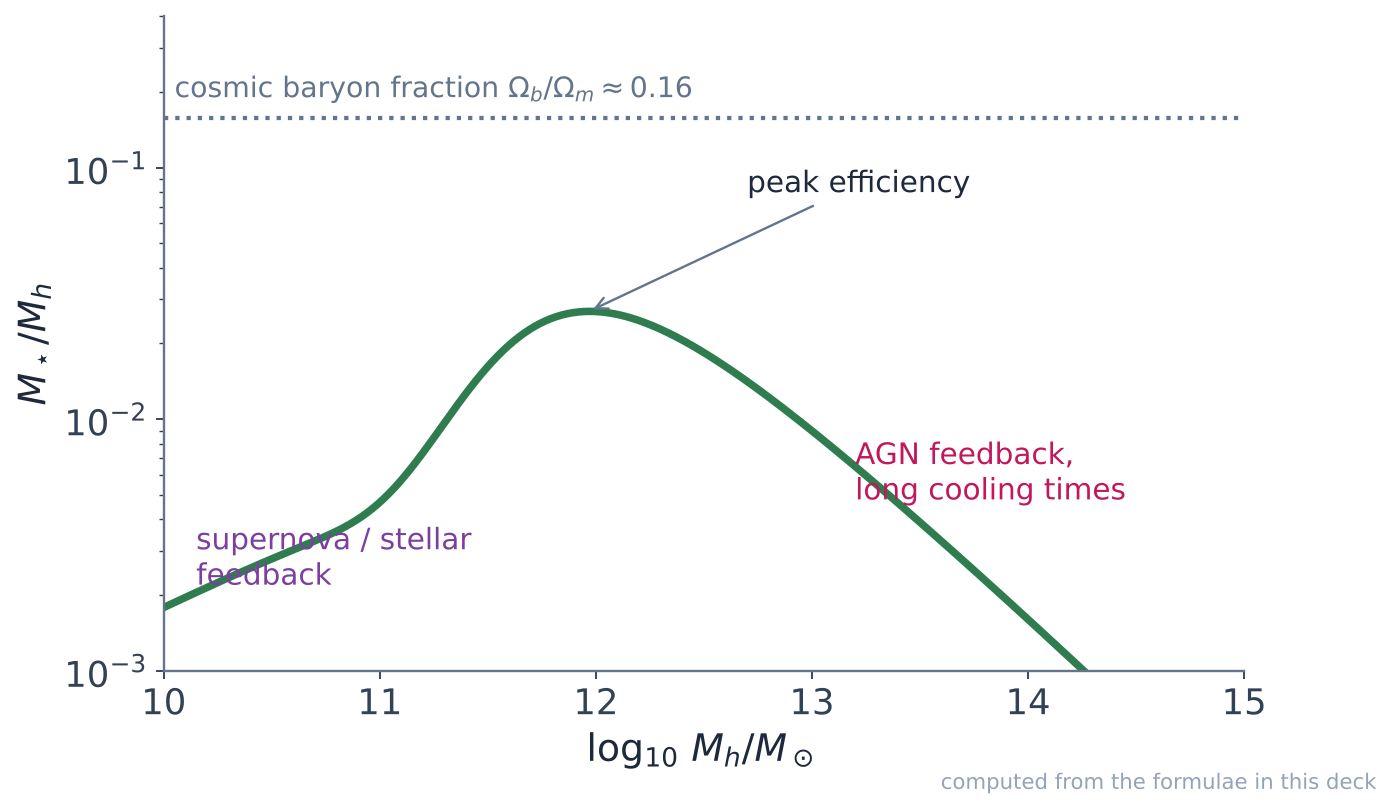 cosmic baryon fraction Ω_b/Ω_m ≈ 0.16
10⁻¹
peak efficiency
M⋆/M_h
10⁻²
AGN feedback,
long cooling times
supernova / stellar
feedback
10⁻³
10 11 12 13 14 15
log₁₀ M_h/M_⊙
computed from the formulae in this deck